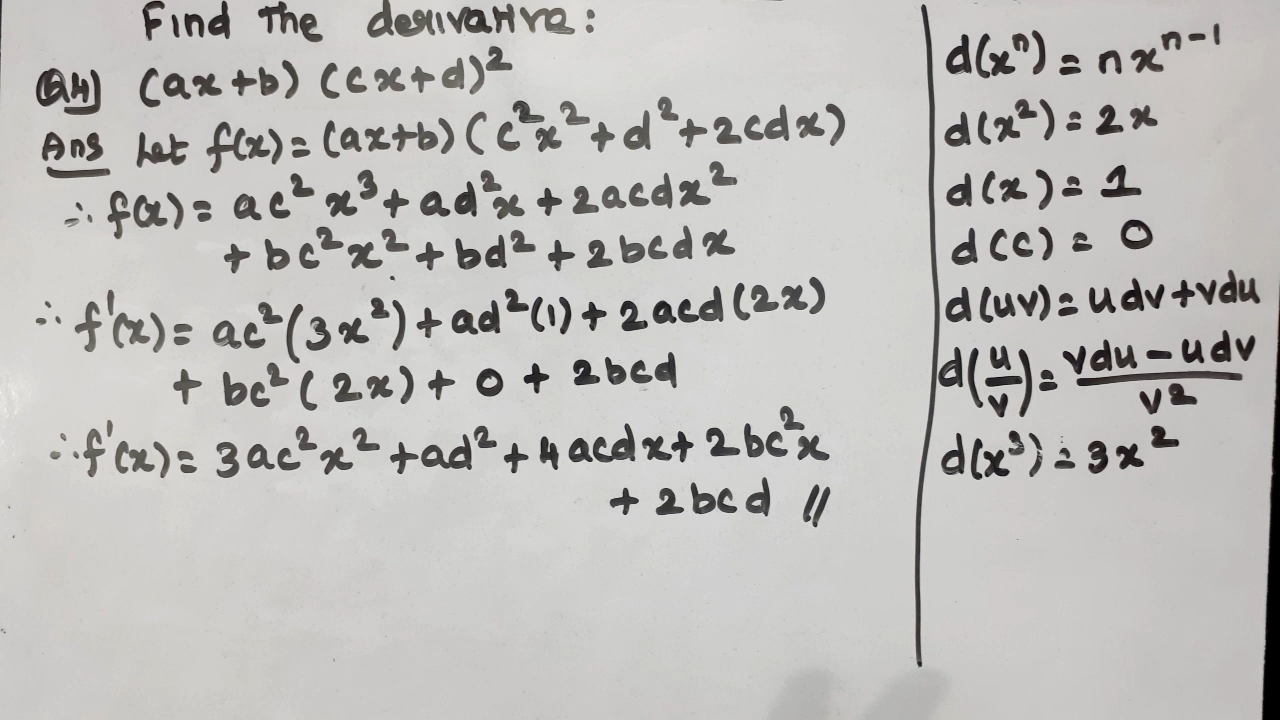 Find the derivative:
Q4) (ax+b) (cx+d)²
Ans Let f(x) = (ax+b) (c²x² + d² + 2cdx)
∴ f(x) = ac²x³ + ad²x + 2acdx²
+ bc²x² + bd² + 2bcdx
∴ f'(x) = ac²(3x²) + ad²(1) + 2acd(2x)
+ bc²(2x) + 0 + 2bcd
∴ f'(x) = 3ac²x² + ad² + 4acdx + 2bc²x
+ 2bcd //
d(xⁿ) = nxⁿ⁻¹
d(x²) = 2x
d(x) = 1
d(c) = 0
d(uv) = udv + vdu
d(u/v) = (vdu - udv)/v²
d(x³) = 3x²